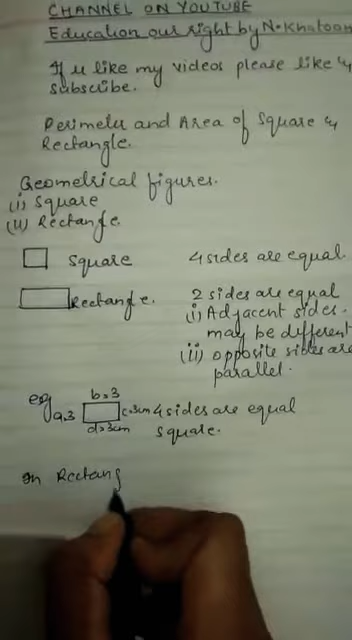 CHANNEL ON YOUTUBE
Education our right by N. Khatoon
If u like my videos please like &
subscribe.
Perimeter and Area of Square &
Rectangle.
Geometrical figures.
(i) Square
(ii) Rectangle.
Square 4 sides are equal.
Rectangle. 2 sides are equal
(i) Adjacent sides.
may be different
(ii) opposite sides are
parallel.
eg b=3
a.3 c=3cm 4 sides are equal
d=3cm square.
In Rectang